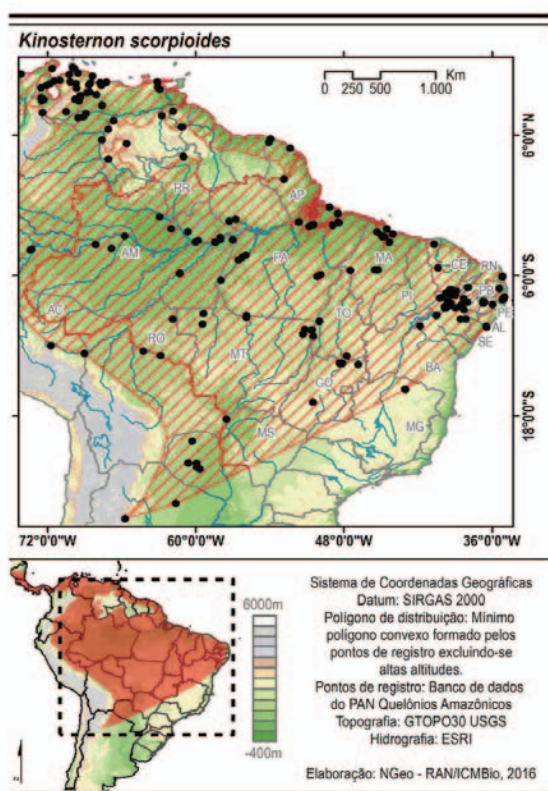 Kinosternon scorpioides
Km
0 250 500 1.000
6°0'0"N
6°0'0"S
18°0'0"S
RR
AP
AM
PA
MA
CE
RN
PB
PE
PI
AL
SE
AC
RO
TO
MT
BA
GO
MG
MS
72°0'0"W 60°0'0"W 48°0'0"W 36°0'0"W
6000m
-400m
Sistema de Coordenadas Geográficas
Datum: SIRGAS 2000
Polígono de distribuição: Mínimo
polígono convexo formado pelos
pontos de registro excluindo-se
altas altitudes.
Pontos de registro: Banco de dados
do PAN Quelônios Amazônicos
Topografia: GTOPO30 USGS
Hidrografia: ESRI
Elaboração: NGeo - RAN/ICMBio, 2016